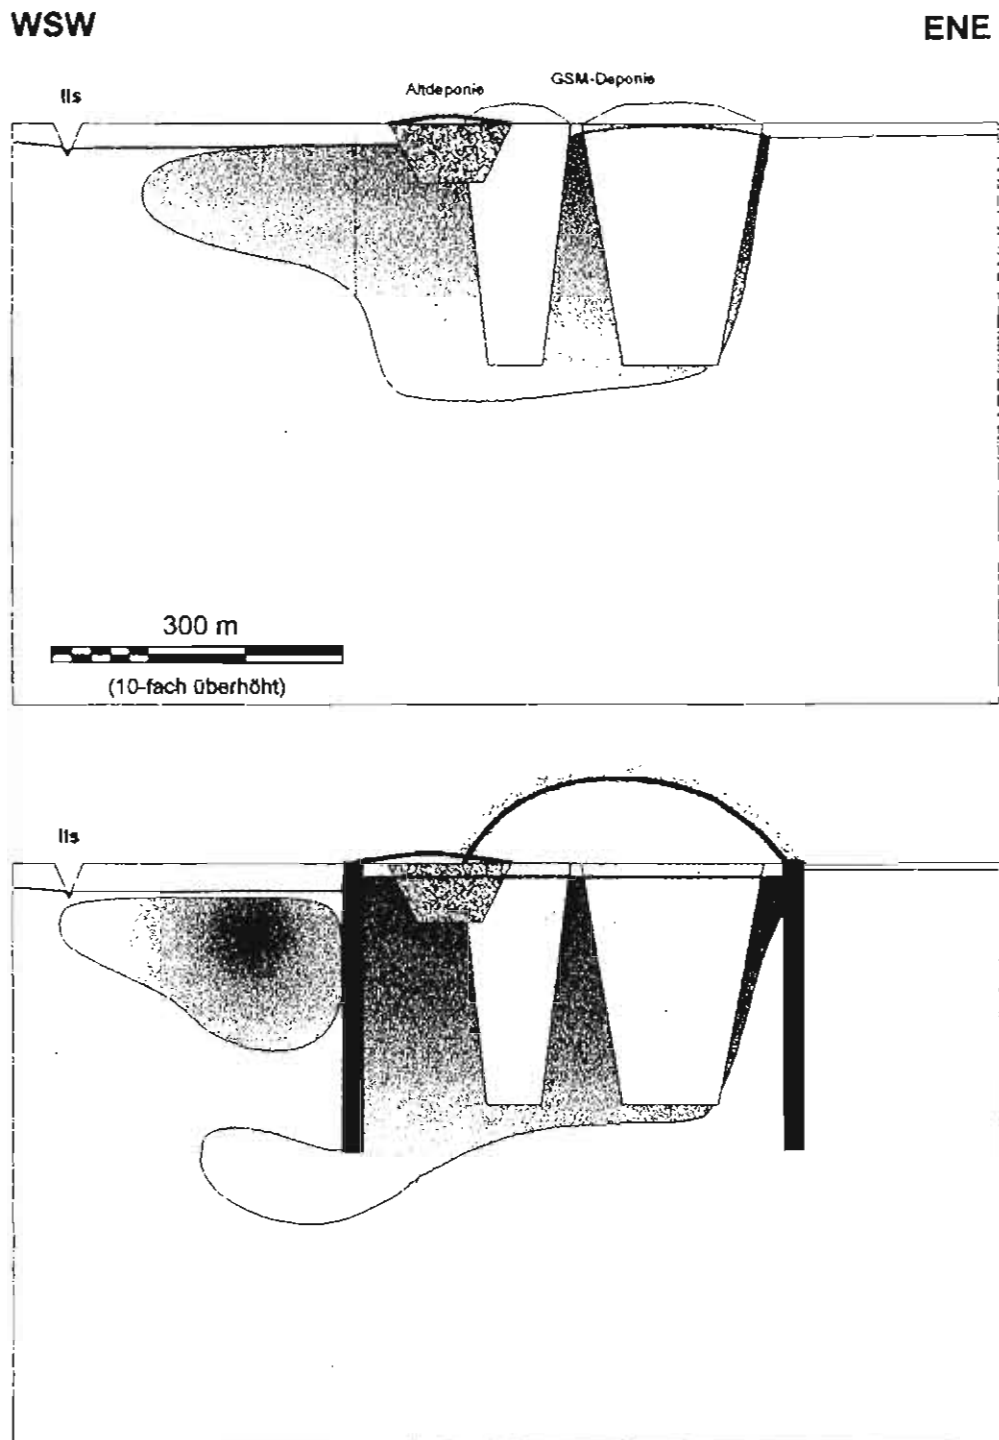 WSW
ENE
GSM-Deponie
Altdeponie
Ils
300 m
(10-fach überhöht)
Ils